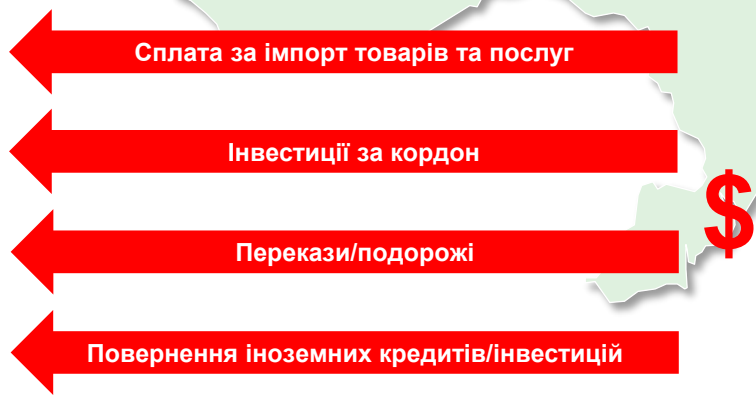 Сплата за імпорт товарів та послуг
Інвестиції за кордон
$
Перекази/подорожі
Повернення іноземних кредитів/інвестицій